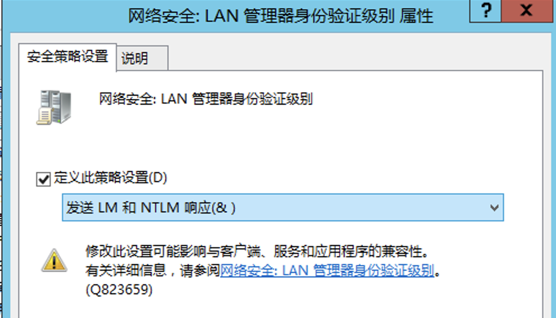 网络安全: LAN 管理器身份验证级别 属性
? x
安全策略设置 说明
网络安全: LAN 管理器身份验证级别
定义此策略设置(D)
发送 LM 和 NTLM 响应(& )
修改此设置可能影响与客户端、服务和应用程序的兼容性。
有关详细信息，请参阅网络安全: LAN 管理器身份验证级别。
(Q823659)